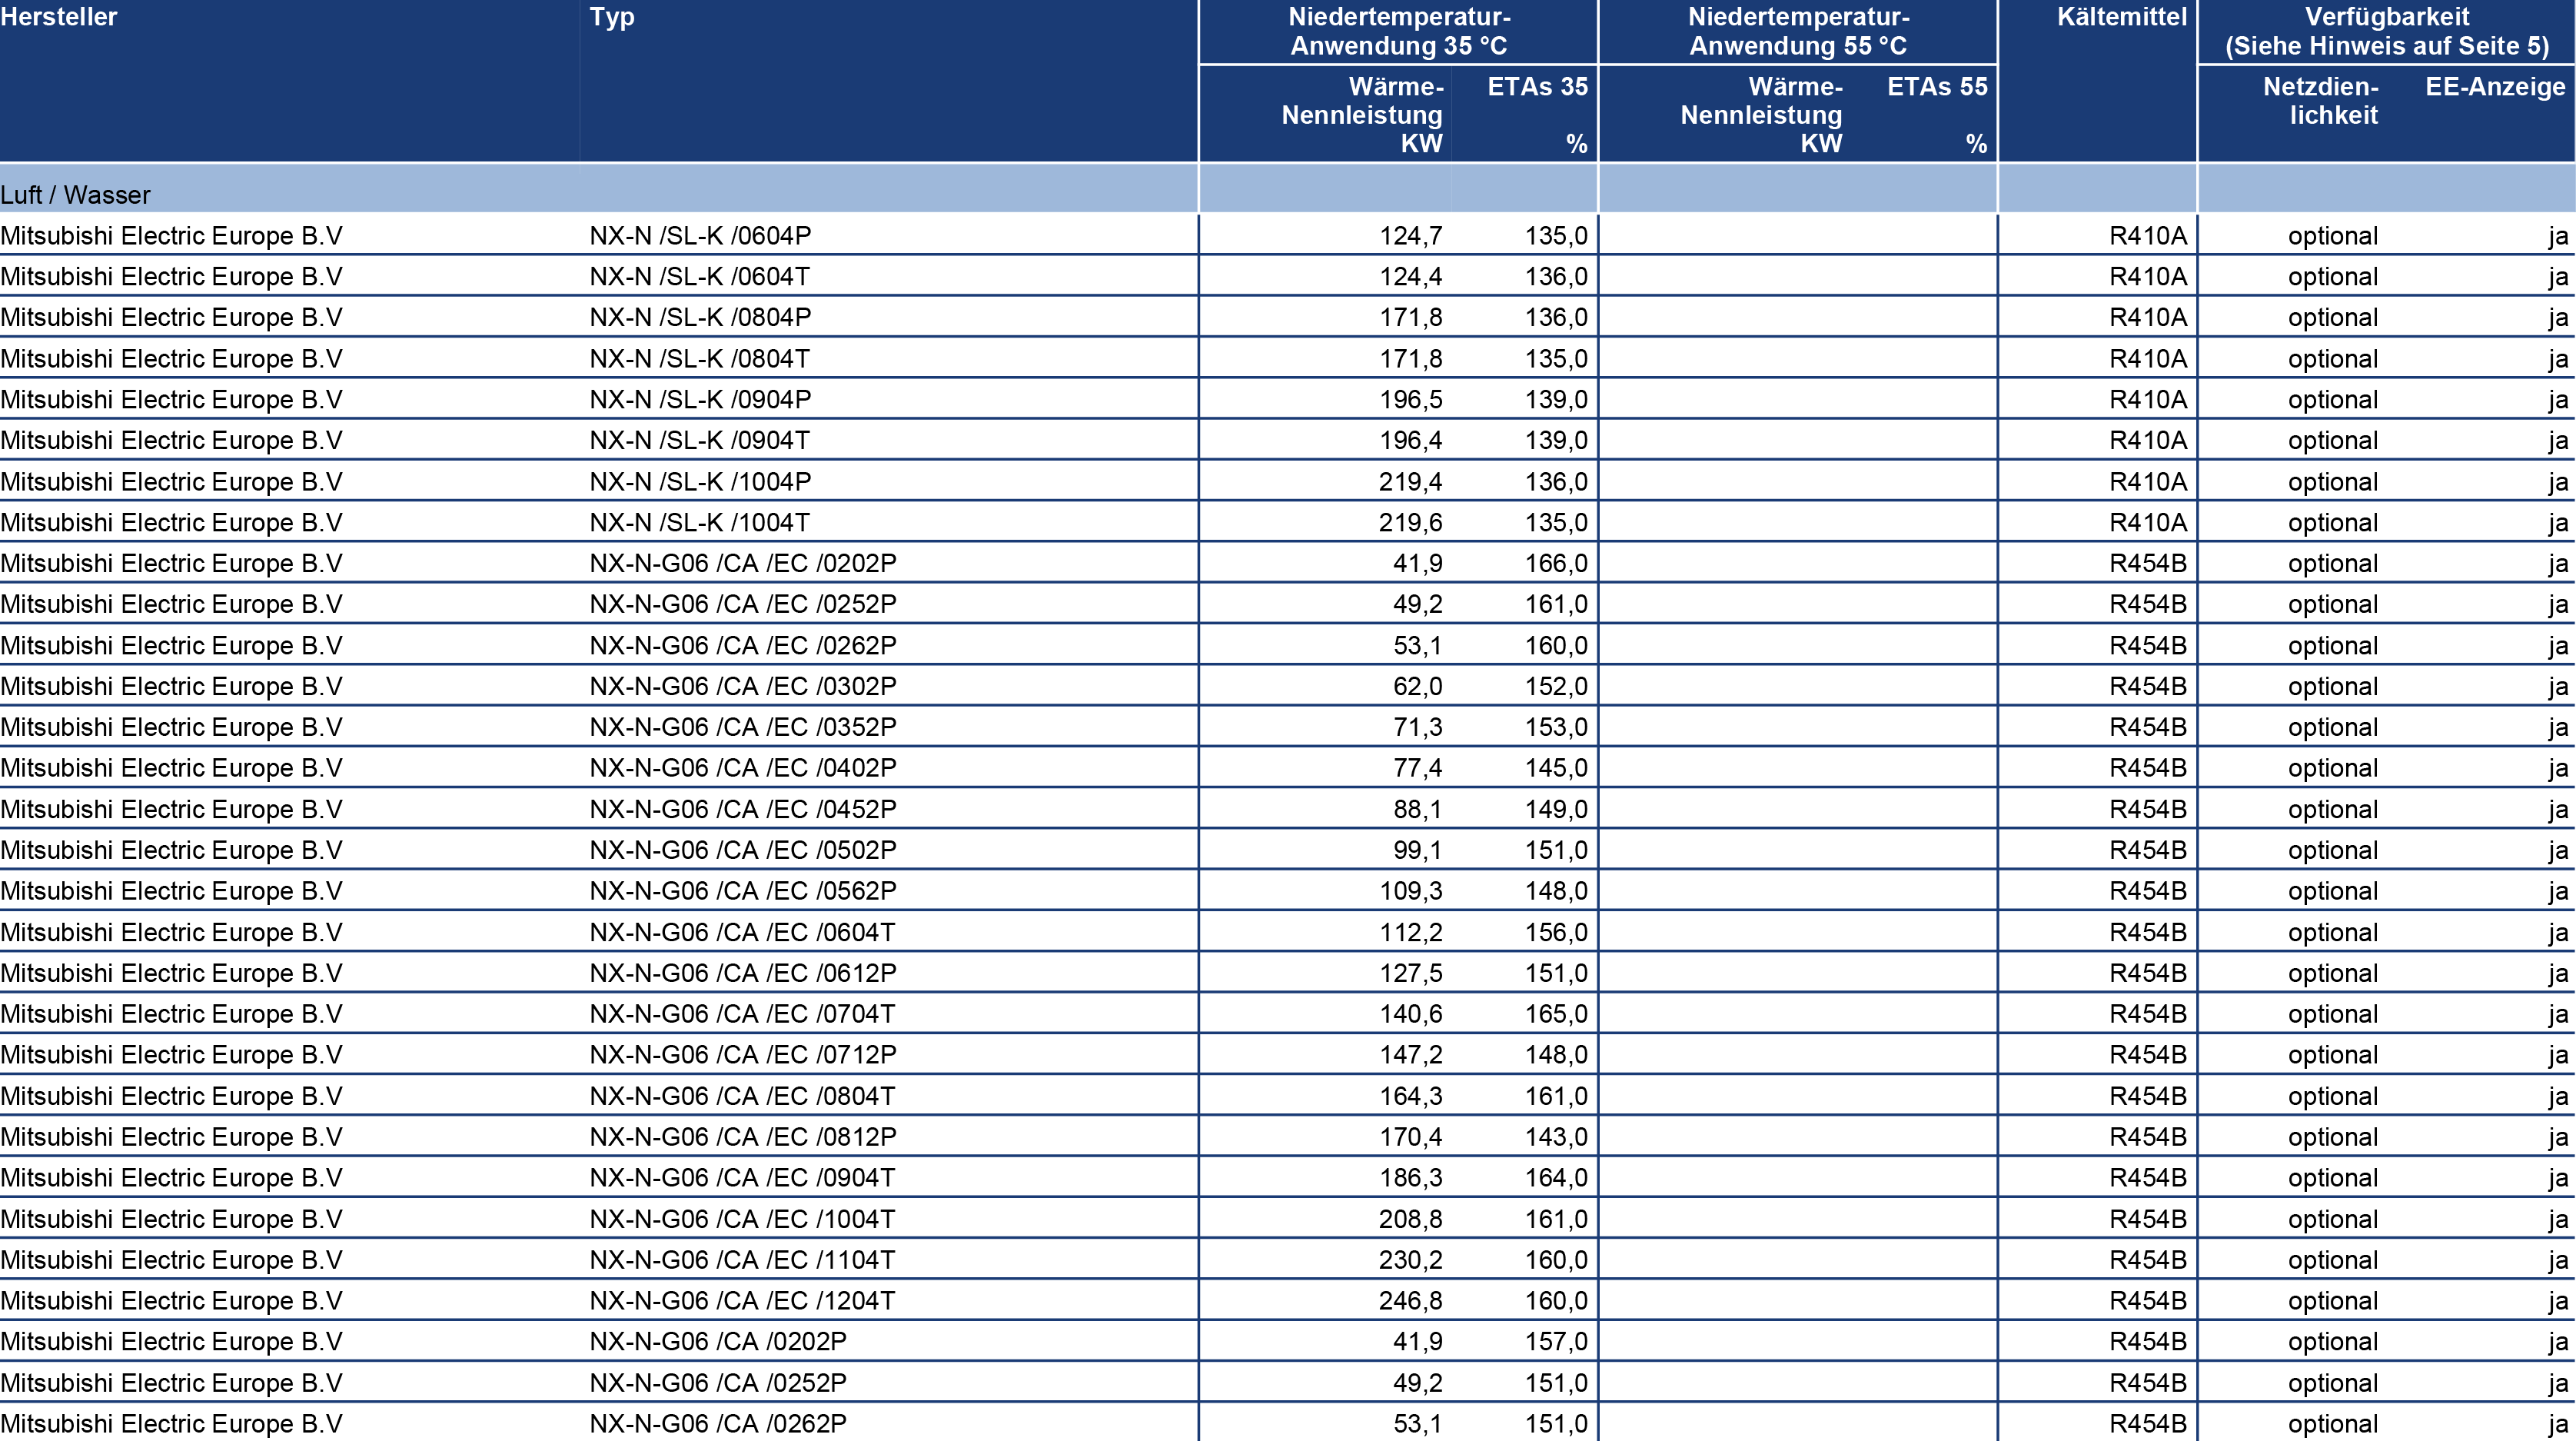 Hersteller Typ Niedertemperatur- Niedertemperatur- Kältemittel Verfügbarkeit
Anwendung 35 °C Anwendung 55 °C (Siehe Hinweis auf Seite 5)
Wärme- ETAs 35 Wärme- ETAs 55 Netzdien- EE-Anzeige
Nennleistung Nennleistung lichkeit
KW % KW %
Luft / Wasser
Mitsubishi Electric Europe B.V NX-N /SL-K /0604P 124,7 135,0 R410A optional ja
Mitsubishi Electric Europe B.V NX-N /SL-K /0604T 124,4 136,0 R410A optional ja
Mitsubishi Electric Europe B.V NX-N /SL-K /0804P 171,8 136,0 R410A optional ja
Mitsubishi Electric Europe B.V NX-N /SL-K /0804T 171,8 135,0 R410A optional ja
Mitsubishi Electric Europe B.V NX-N /SL-K /0904P 196,5 139,0 R410A optional ja
Mitsubishi Electric Europe B.V NX-N /SL-K /0904T 196,4 139,0 R410A optional ja
Mitsubishi Electric Europe B.V NX-N /SL-K /1004P 219,4 136,0 R410A optional ja
Mitsubishi Electric Europe B.V NX-N /SL-K /1004T 219,6 135,0 R410A optional ja
Mitsubishi Electric Europe B.V NX-N-G06 /CA /EC /0202P 41,9 166,0 R454B optional ja
Mitsubishi Electric Europe B.V NX-N-G06 /CA /EC /0252P 49,2 161,0 R454B optional ja
Mitsubishi Electric Europe B.V NX-N-G06 /CA /EC /0262P 53,1 160,0 R454B optional ja
Mitsubishi Electric Europe B.V NX-N-G06 /CA /EC /0302P 62,0 152,0 R454B optional ja
Mitsubishi Electric Europe B.V NX-N-G06 /CA /EC /0352P 71,3 153,0 R454B optional ja
Mitsubishi Electric Europe B.V NX-N-G06 /CA /EC /0402P 77,4 145,0 R454B optional ja
Mitsubishi Electric Europe B.V NX-N-G06 /CA /EC /0452P 88,1 149,0 R454B optional ja
Mitsubishi Electric Europe B.V NX-N-G06 /CA /EC /0502P 99,1 151,0 R454B optional ja
Mitsubishi Electric Europe B.V NX-N-G06 /CA /EC /0562P 109,3 148,0 R454B optional ja
Mitsubishi Electric Europe B.V NX-N-G06 /CA /EC /0604T 112,2 156,0 R454B optional ja
Mitsubishi Electric Europe B.V NX-N-G06 /CA /EC /0612P 127,5 151,0 R454B optional ja
Mitsubishi Electric Europe B.V NX-N-G06 /CA /EC /0704T 140,6 165,0 R454B optional ja
Mitsubishi Electric Europe B.V NX-N-G06 /CA /EC /0712P 147,2 148,0 R454B optional ja
Mitsubishi Electric Europe B.V NX-N-G06 /CA /EC /0804T 164,3 161,0 R454B optional ja
Mitsubishi Electric Europe B.V NX-N-G06 /CA /EC /0812P 170,4 143,0 R454B optional ja
Mitsubishi Electric Europe B.V NX-N-G06 /CA /EC /0904T 186,3 164,0 R454B optional ja
Mitsubishi Electric Europe B.V NX-N-G06 /CA /EC /1004T 208,8 161,0 R454B optional ja
Mitsubishi Electric Europe B.V NX-N-G06 /CA /EC /1104T 230,2 160,0 R454B optional ja
Mitsubishi Electric Europe B.V NX-N-G06 /CA /EC /1204T 246,8 160,0 R454B optional ja
Mitsubishi Electric Europe B.V NX-N-G06 /CA /0202P 41,9 157,0 R454B optional ja
Mitsubishi Electric Europe B.V NX-N-G06 /CA /0252P 49,2 151,0 R454B optional ja
Mitsubishi Electric Europe B.V NX-N-G06 /CA /0262P 53,1 151,0 R454B optional ja